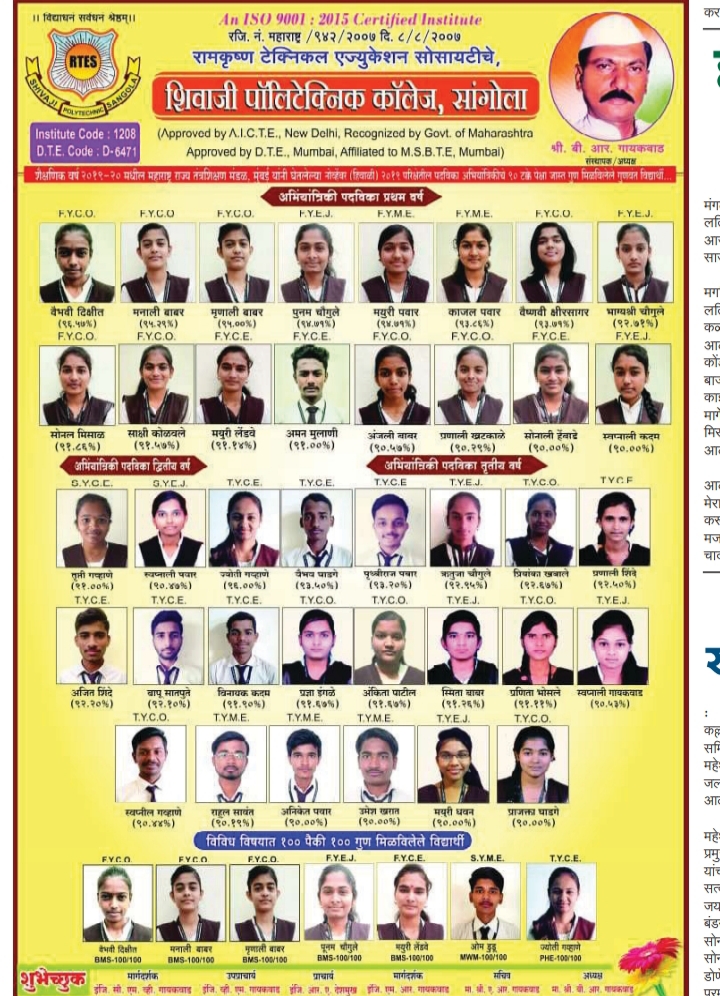 ।। विद्याधनं सर्वधनं श्रेष्ठम्।।
RTES
SHIVAJI POLYTECHNIC SANGOLA
Institute Code : 1208
D.T.E. Code : D-6471
An ISO 9001 : 2015 Certified Institute
रजि. नं. महाराष्ट्र /९४२/२००७ दि. ८/८/२००७
रामकृष्ण टेक्निकल एज्युकेशन सोसायटीचे,
शिवाजी पॉलिटेक्निक कॉलेज, सांगोला
(Approved by A.I.C.T.E., New Delhi, Recognized by Govt. of Maharashtra
Approved by D.T.E., Mumbai, Affiliated to M.S.B.T.E, Mumbai)
श्री. बी. आर. गायकवाड
संस्थापक/अध्यक्ष
शैक्षणिक वर्ष २०१९-२० मधील महाराष्ट्र राज्य तंत्रशिक्षण मंडळ, मुंबई यांनी घेतलेल्या नोव्हेंबर (हिवाळी) २०१९ परिक्षेतील पदविका अभियांत्रिकीचे ९० टक्के पेक्षा जास्त गुण मिळविलेले गुणवंत विद्यार्थी...
अभियांत्रिकी पदविका प्रथम वर्ष
F.Y.C.O. F.Y.C.O F.Y.C.O. F.Y.E.J. F.Y.M.E. F.Y.M.E. F.Y.C.O. F.Y.E.J.
वैभवी दिक्षीत मनाली बाबर मृणाली बाबर पुनम चौगुले मयुरी पवार काजल पवार वैष्णवी क्षीरसागर भाग्यश्री चौगुले
(९६.५७%) (९५.२९%) (९५.००%) (९४.७१%) (९४.७१%) (९३.८६%) (९३.७१%) (९२.७१%)
F.Y.C.O. F.Y.C.O. F.Y.C.E. F.Y.C.E. F.Y.C.O. F.Y.C.O. F.Y.C.E. F.Y.E.J.
सोनल मिसाळ साक्षी कोळवले मयुरी लेंडवे अमन मुलाणी अंजली बाबर प्रणाली खटकाळे सोनाली हेंबाडे स्वप्नाली कदम
(९१.८६%) (९१.५७%) (९१.१४%) (९१.००%) (९०.५७%) (९०.२९%) (९०.००%) (९०.००%)
अभियांत्रिकी पदविका द्वितीय वर्ष अभियांत्रिकी पदविका तृतीय वर्ष
S.Y.C.E. S.Y.E.J. T.Y.C.E. T.Y.C.E. T.Y.C.E T.Y.E.J. T.Y.C.O. T.Y.C.E
तृप्ती गव्हाणे स्वप्नाली पवार ज्योती गव्हाणे वैभव घाडगे पृथ्वीराज पवार ऋतुजा चौगुले प्रियांका खबाले प्रणाली शिंदे
(९१.००%) (९०.४७%) (९६.००%) (९३.५०%) (९३.२०%) (९२.९५%) (९२.६७%) (९२.५०%)
T.Y.C.E. T.Y.C.E. T.Y.C.E. T.Y.C.O. T.Y.C.O. T.Y.E.J. T.Y.C.O. T.Y.E.J.
अजित शिंदे बापू सातपुते विनायक कदम प्रज्ञा इंगळे अंकिता पाटील स्मिता बाबर प्रणिता भोसले स्वप्नाली गायकवाड
(९२.२०%) (९२.१०%) (९१.९०%) (९१.६७%) (९१.६७%) (९१.२६%) (९१.११%) (९०.५३%)
T.Y.C.O. T.Y.M.E. T.Y.M.E. T.Y.M.E. T.Y.E.J. T.Y.C.O.
स्वप्नील गव्हाणे राहुल सावंत अनिकेत पवार उमेश खरात मयुरी धवन प्राजक्ता घाडगे
(९०.४४%) (९०.१९%) (९०.००%) (९०.००%) (९०.००%) (९०.००%)
विविध विषयात १०० पैकी १०० गुण मिळविलेले विद्यार्थी
F.Y.C.O. F.Y.C.O F.Y.C.O. F.Y.E.J. F.Y.C.E. S.Y.M.E. T.Y.C.E.
वैभवी दिक्षीत मनाली बाबर मृणाली बाबर पूनम चौगुले मयुरी लेंडवे ओम हुडू ज्योती गव्हाणे
BMS-100/100 BMS-100/100 BMS-100/100 BMS-100/100 BMS-100/100 MWM-100/100 PHE-100/100
शुभेच्छुक
मार्गदर्शक उपप्राचार्य प्राचार्य मार्गदर्शक सचिव अध्यक्ष
इंजि. सी. एम. व्ही. गायकवाड इंजि. व्ही. एम. गायकवाड इंजि. आर. ए. देशमुख इंजि. एम. आर. गायकवाड मा. श्री. ए. आर. गायकवाड मा. श्री. बी. आर. गायकवाड